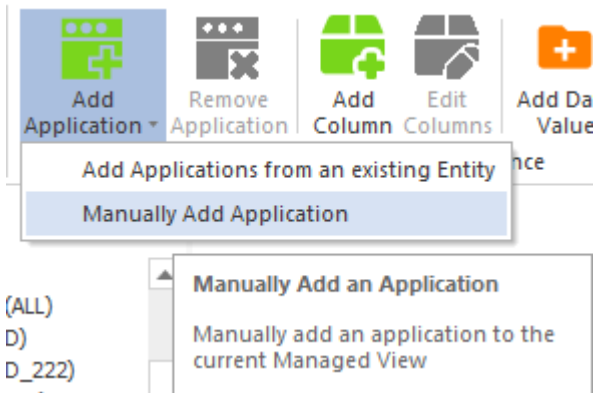 Add Application
Remove Application
Add Column
Edit Columns
Add Da
Value
nce
Add Applications from an existing Entity
Manually Add Application
(ALL)
D)
D_222)
Manually Add an Application
Manually add an application to the
current Managed View